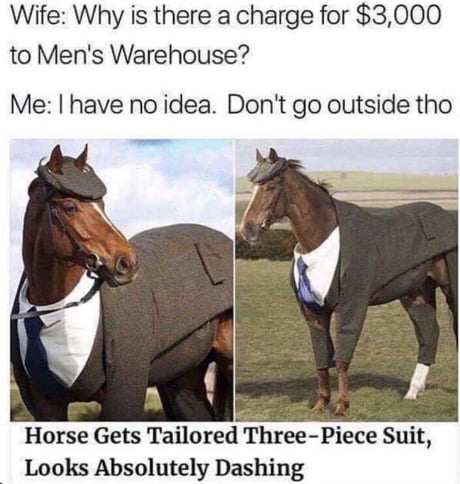 Wife: Why is there a charge for $3,000
to Men's Warehouse?
Me: I have no idea. Don't go outside tho
Horse Gets Tailored Three-Piece Suit,
Looks Absolutely Dashing